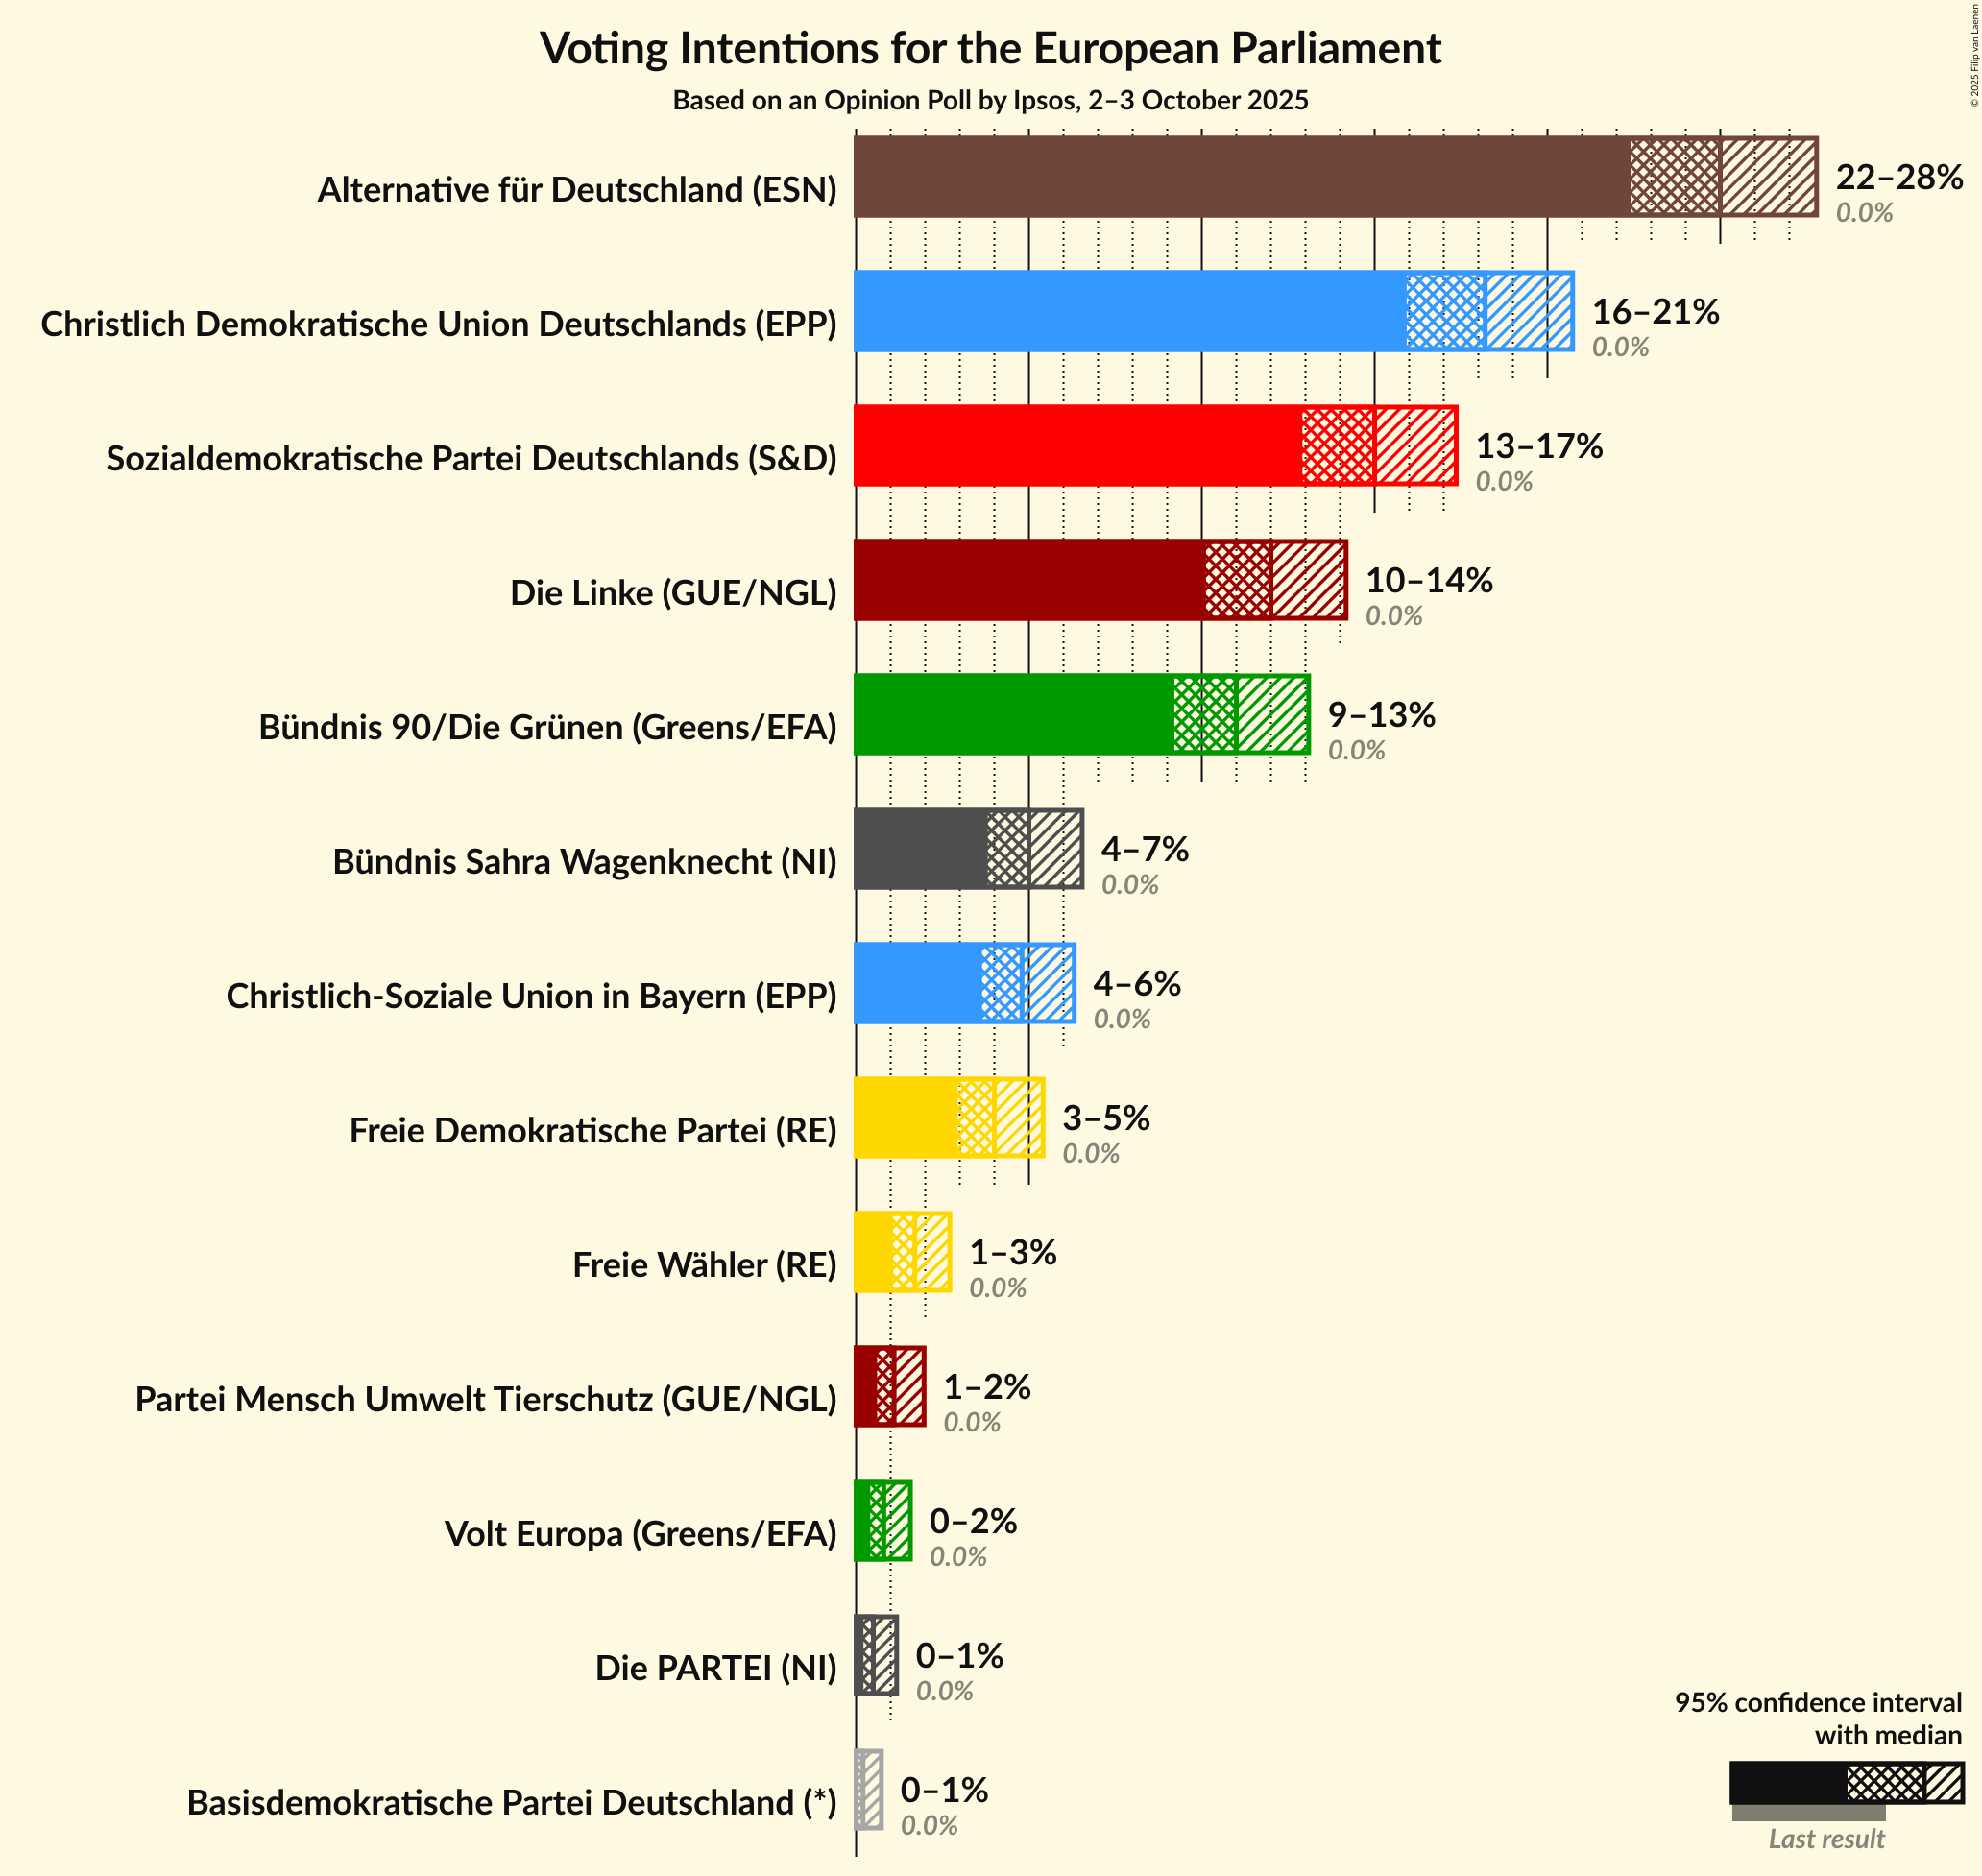 Voting Intentions for the European Parliament
Based on an Opinion Poll by Ipsos, 2–3 October 2025
© 2025 Filip van Laenen
Alternative für Deutschland (ESN)
22–28%
0.0%
Christlich Demokratische Union Deutschlands (EPP)
16–21%
0.0%
Sozialdemokratische Partei Deutschlands (S&D)
13–17%
0.0%
Die Linke (GUE/NGL)
10–14%
0.0%
Bündnis 90/Die Grünen (Greens/EFA)
9–13%
0.0%
Bündnis Sahra Wagenknecht (NI)
4–7%
0.0%
Christlich-Soziale Union in Bayern (EPP)
4–6%
0.0%
Freie Demokratische Partei (RE)
3–5%
0.0%
Freie Wähler (RE)
1–3%
0.0%
Partei Mensch Umwelt Tierschutz (GUE/NGL)
1–2%
0.0%
Volt Europa (Greens/EFA)
0–2%
0.0%
Die PARTEI (NI)
0–1%
0.0%
Basisdemokratische Partei Deutschland (*)
0–1%
0.0%
95% confidence interval
with median
Last result